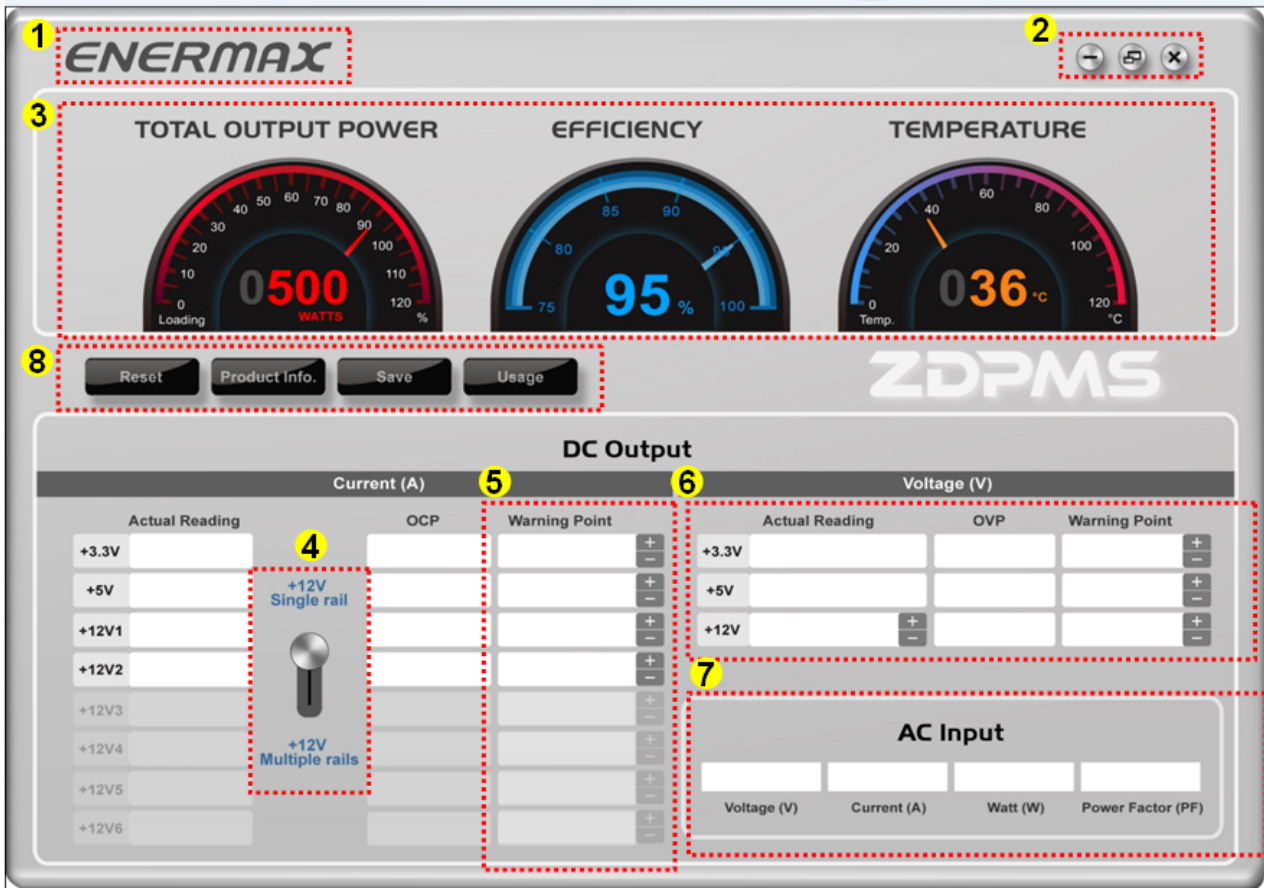 1
ENERMAX
2
3
TOTAL OUTPUT POWER
0 10 20 30 40 50 60 70 80 90 100 110 120
Loading
%
0500
WATTS
EFFICIENCY
75 80 85 90 95 100
95 %
TEMPERATURE
0 20 40 60 80 100 120
Temp.
°C
036 °C
8
Reset Product Info. Save Usage
ZDPMS
DC Output
Current (A)
5
Actual Reading OCP Warning Point
4
+3.3V + −
+5V + −
+12V1 + −
+12V2 + −
+12V3 + −
+12V4 + −
+12V5 + −
+12V6 + −
+12V
Single rail
+12V
Multiple rails
6
Voltage (V)
Actual Reading OVP Warning Point
+3.3V + −
+5V + −
+12V + − + −
7
AC Input
Voltage (V) Current (A) Watt (W) Power Factor (PF)